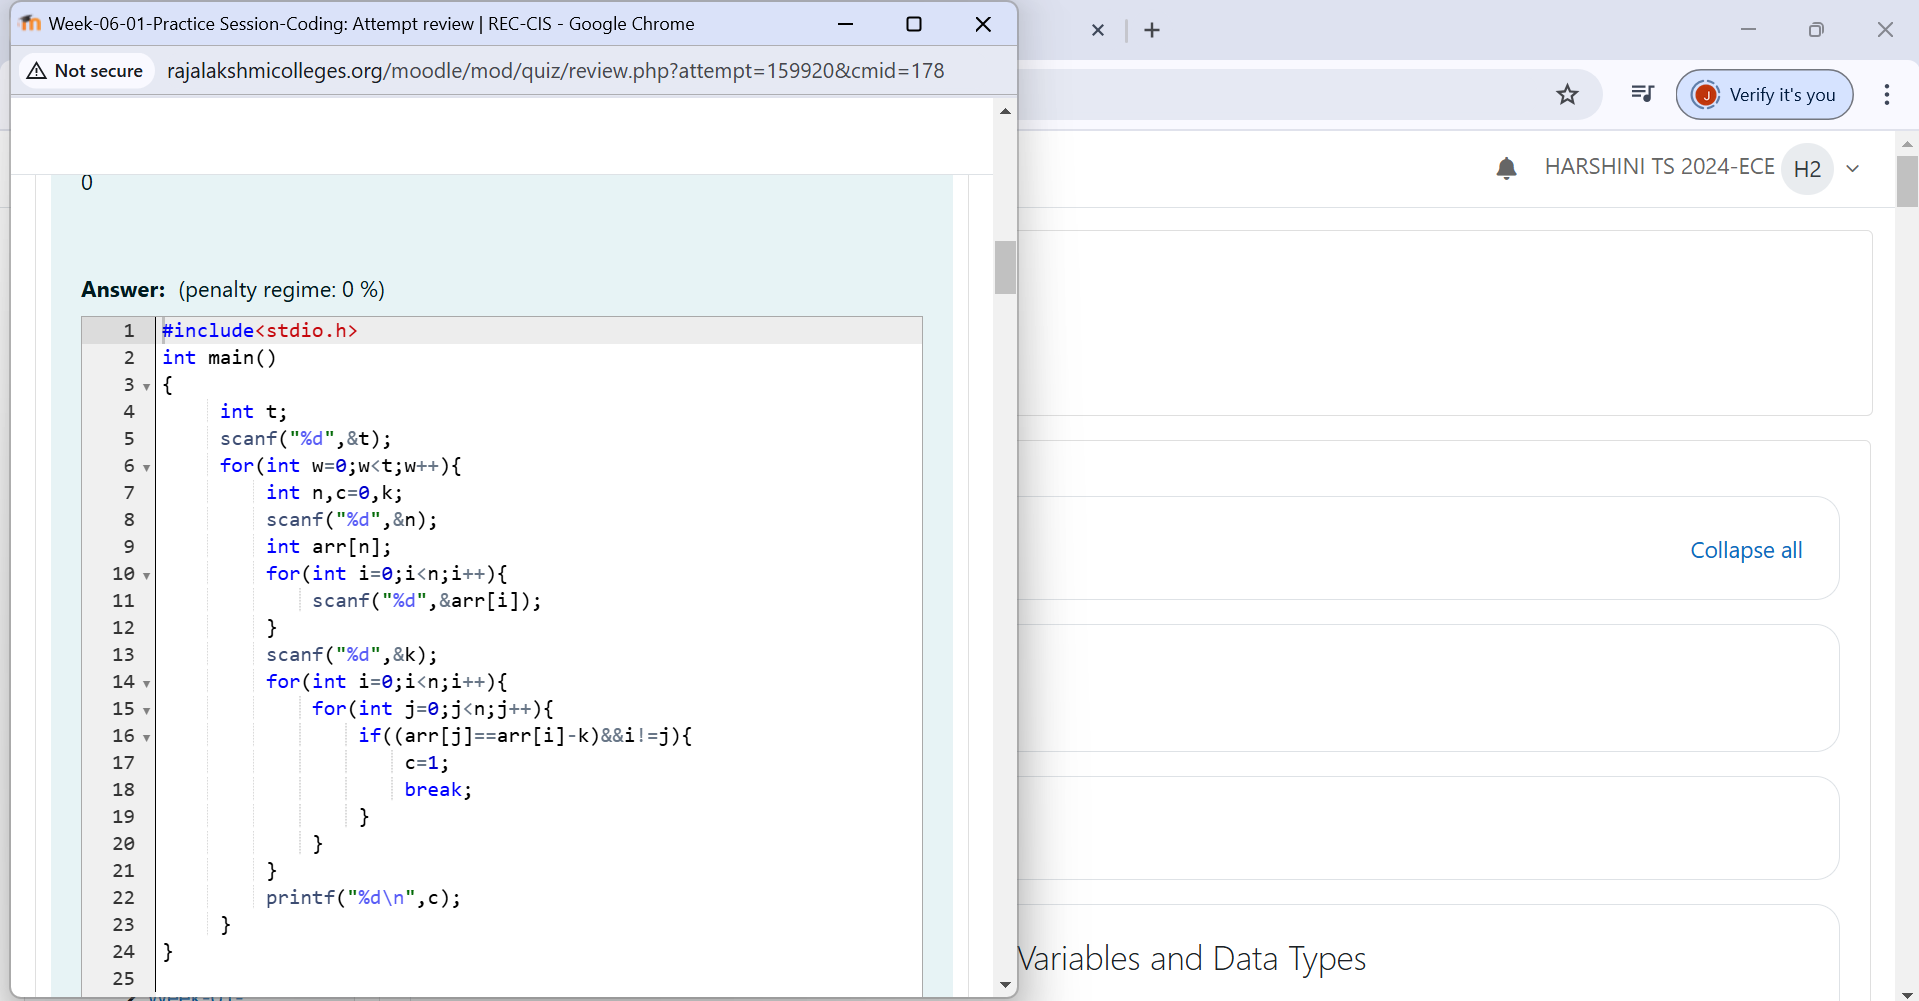 Week-06-01-Practice Session-Coding: Attempt review | REC-CIS - Google Chrome
Not secure
rajalakshmicolleges.org/moodle/mod/quiz/review.php?attempt=159920&cmid=178
Verify it's you
HARSHINI TS 2024-ECE
H2
0
Answer: (penalty regime: 0 %)
1 #include<stdio.h>
2 int main()
3 {
4 int t;
5 scanf("%d",&t);
6 for(int w=0;w<t;w++){
7 int n,c=0,k;
8 scanf("%d",&n);
9 int arr[n];
10 for(int i=0;i<n;i++){
11 scanf("%d",&arr[i]);
12 }
13 scanf("%d",&k);
14 for(int i=0;i<n;i++){
15 for(int j=0;j<n;j++){
16 if((arr[j]==arr[i]-k)&&i!=j){
17 c=1;
18 break;
19 }
20 }
21 }
22 printf("%d\n",c);
23 }
24 }
25
Collapse all
Variables and Data Types